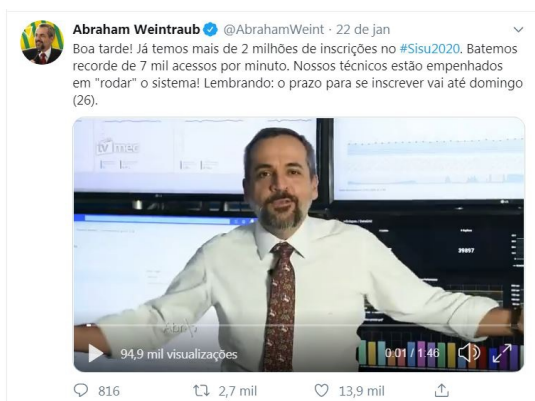 Abraham Weintraub @AbrahamWeint · 22 de jan
Boa tarde! Já temos mais de 2 milhões de inscrições no #Sisu2020. Batemos
recorde de 7 mil acessos por minuto. Nossos técnicos estão empenhados
em "rodar" o sistema! Lembrando: o prazo para se inscrever vai até domingo
(26).
tv mec
39897
94,9 mil visualizações
0:01 / 1:46
816
2,7 mil
13,9 mil